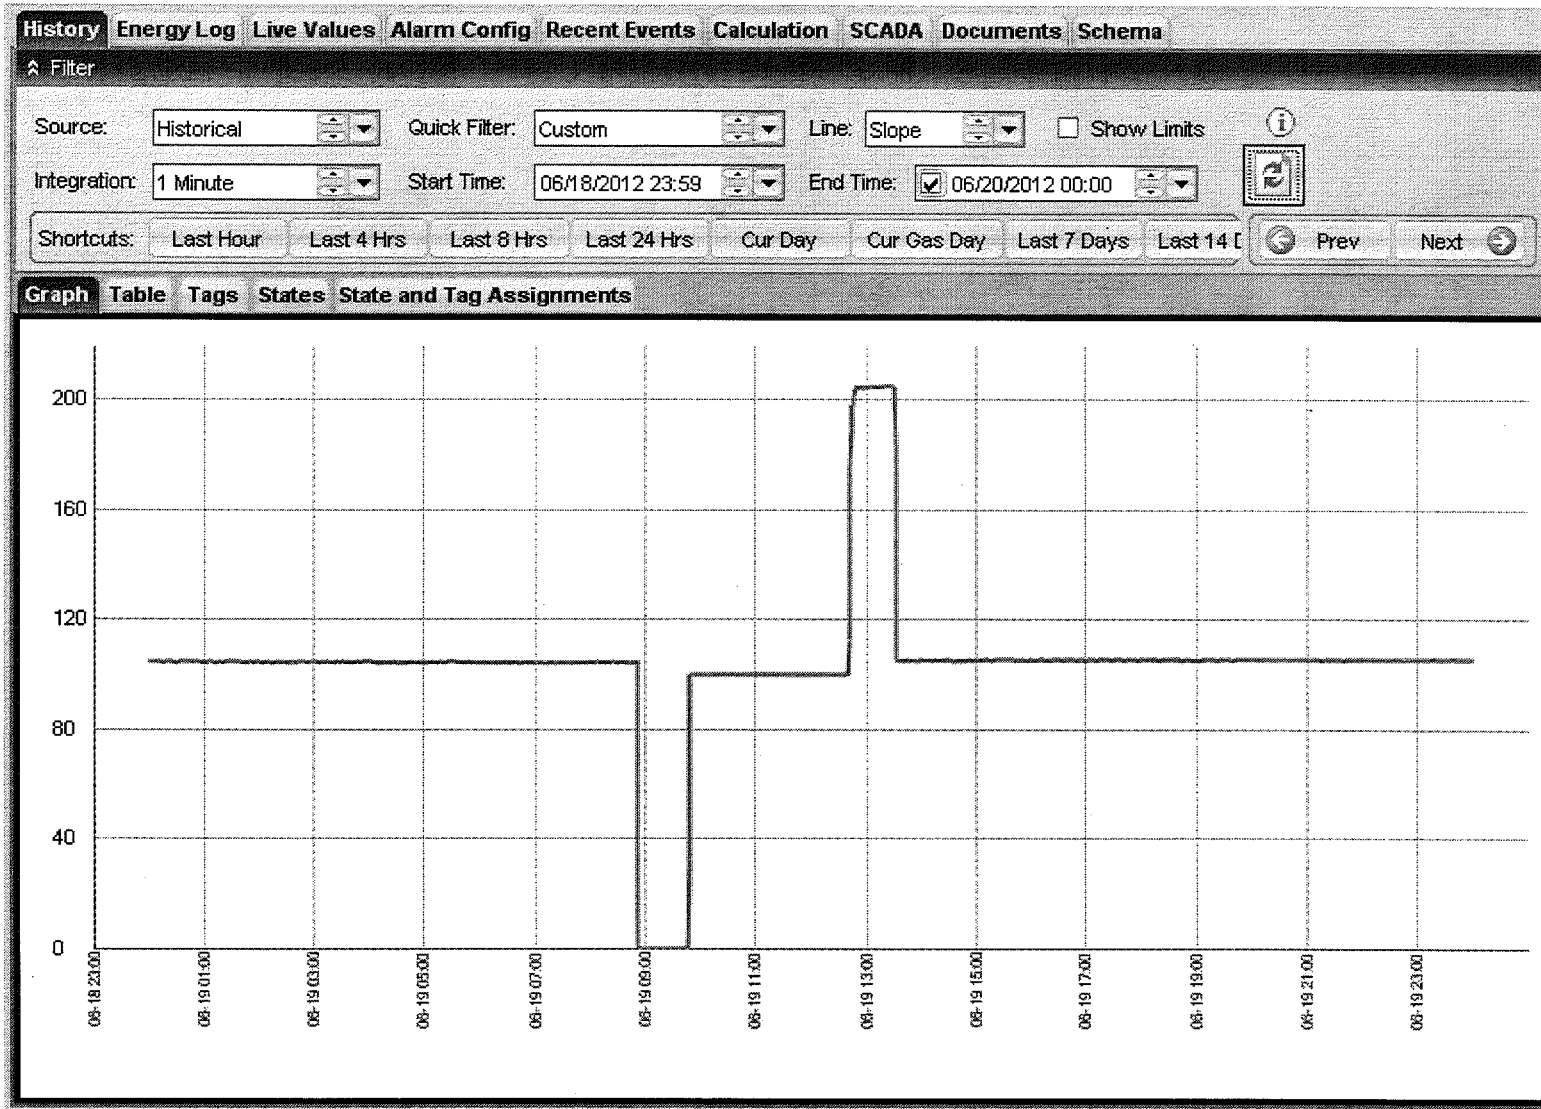 History Energy Log Live Values Alarm Config Recent Events Calculation SCADA Documents Schema
Filter
Source: Historical Quick Filter: Custom Line: Slope Show Limits
Integration: 1 Minute Start Time: 06/18/2012 23:59 End Time: 06/20/2012 00:00
Shortcuts: Last Hour Last 4 Hrs Last 8 Hrs Last 24 Hrs Cur Day Cur Gas Day Last 7 Days Last 14 D Prev Next
Graph Table Tags States State and Tag Assignments
200
160
120
80
40
0
06-18 23:00 06-19 01:00 06-19 03:00 06-19 05:00 06-19 07:00 06-19 09:00 06-19 11:00 06-19 13:00 06-19 15:00 06-19 17:00 06-19 19:00 06-19 21:00 06-19 23:00